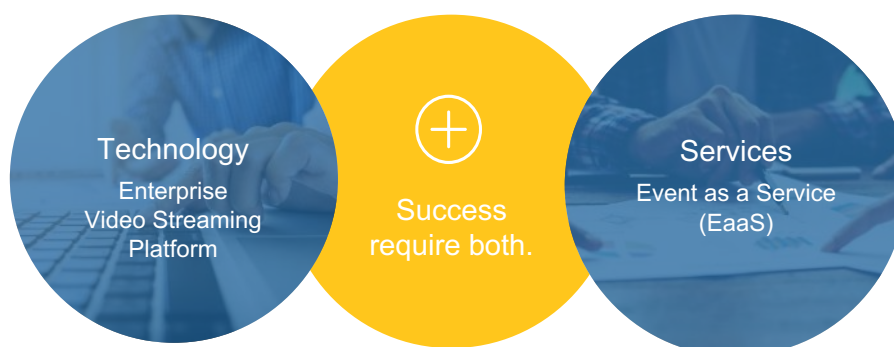 Technology
Enterprise
Video Streaming
Platform
Success
require both.
Services
Event as a Service
(EaaS)